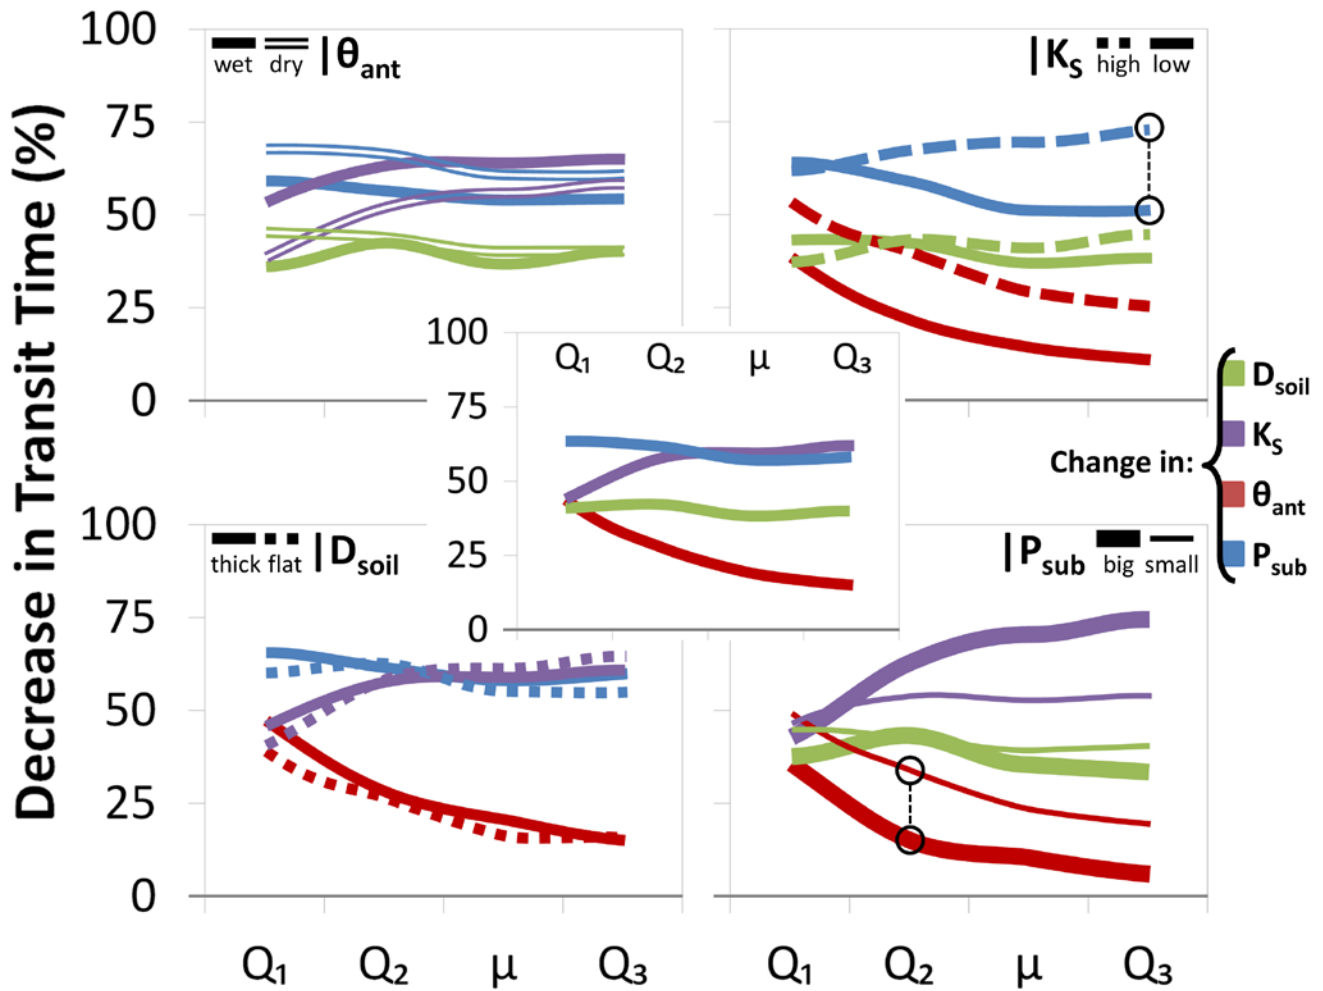 Decrease in Transit Time (%)
100
75
50
25
0
wet dry | θant
| KS high low
100
75
50
25
0
Q1 Q2 μ Q3
100
75
50
25
0
thick flat | Dsoil
| Psub big small
Change in:
Dsoil
KS
θant
Psub
Q1 Q2 μ Q3
Q1 Q2 μ Q3